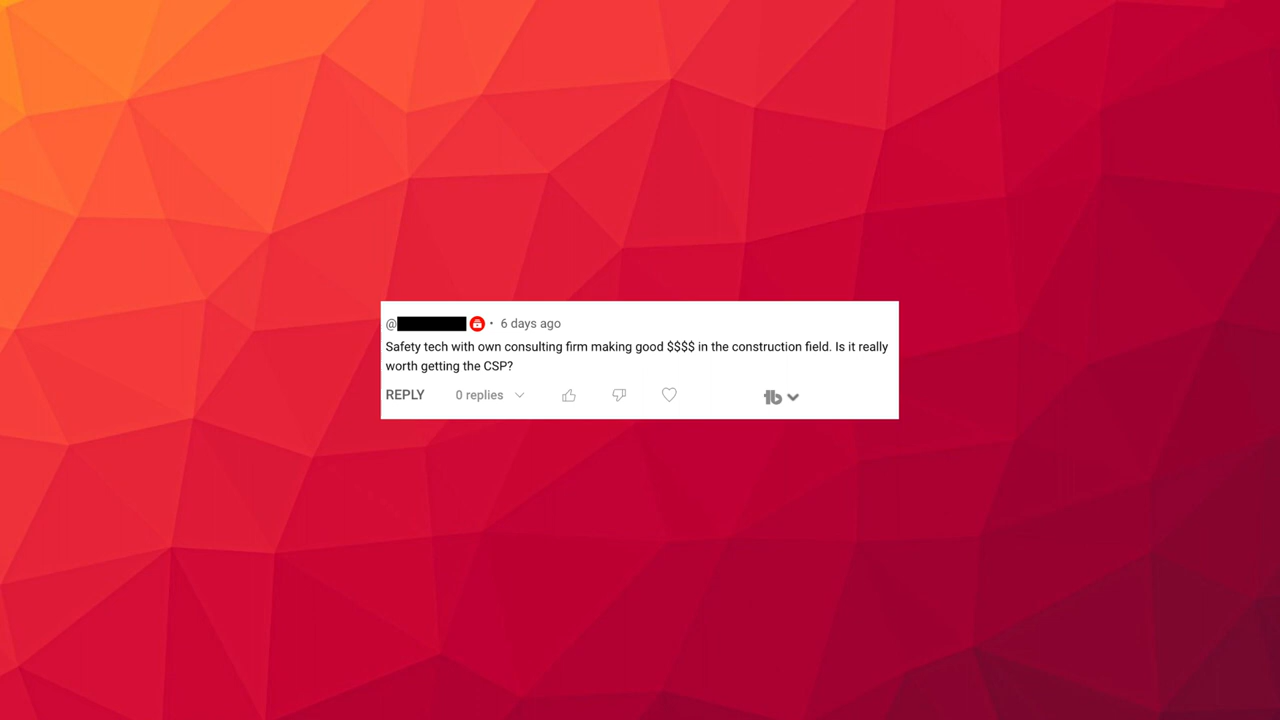 @ • 6 days ago
Safety tech with own consulting firm making good $$$$ in the construction field. Is it really
worth getting the CSP?
REPLY 0 replies tb